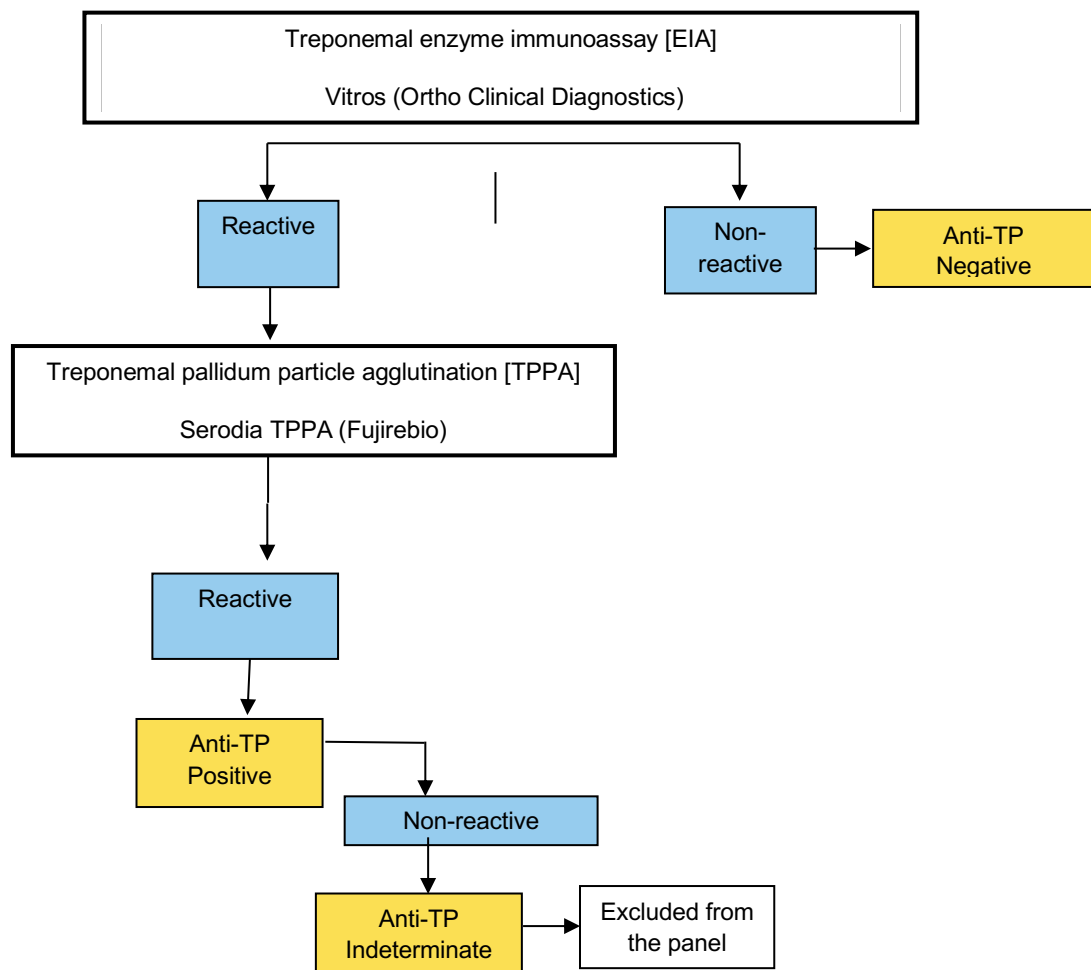 Treponemal enzyme immunoassay [EIA]
Vitros (Ortho Clinical Diagnostics)
Reactive
Non-
reactive
Anti-TP
Negative
Treponemal pallidum particle agglutination [TPPA]
Serodia TPPA (Fujirebio)
Reactive
Anti-TP
Positive
Non-reactive
Anti-TP
Indeterminate
Excluded from
the panel